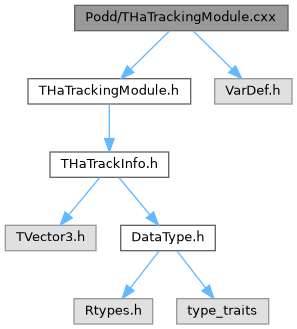 Podd/THaTrackingModule.cxx
THaTrackingModule.h
VarDef.h
THaTrackInfo.h
TVector3.h
DataType.h
Rtypes.h
type_traits